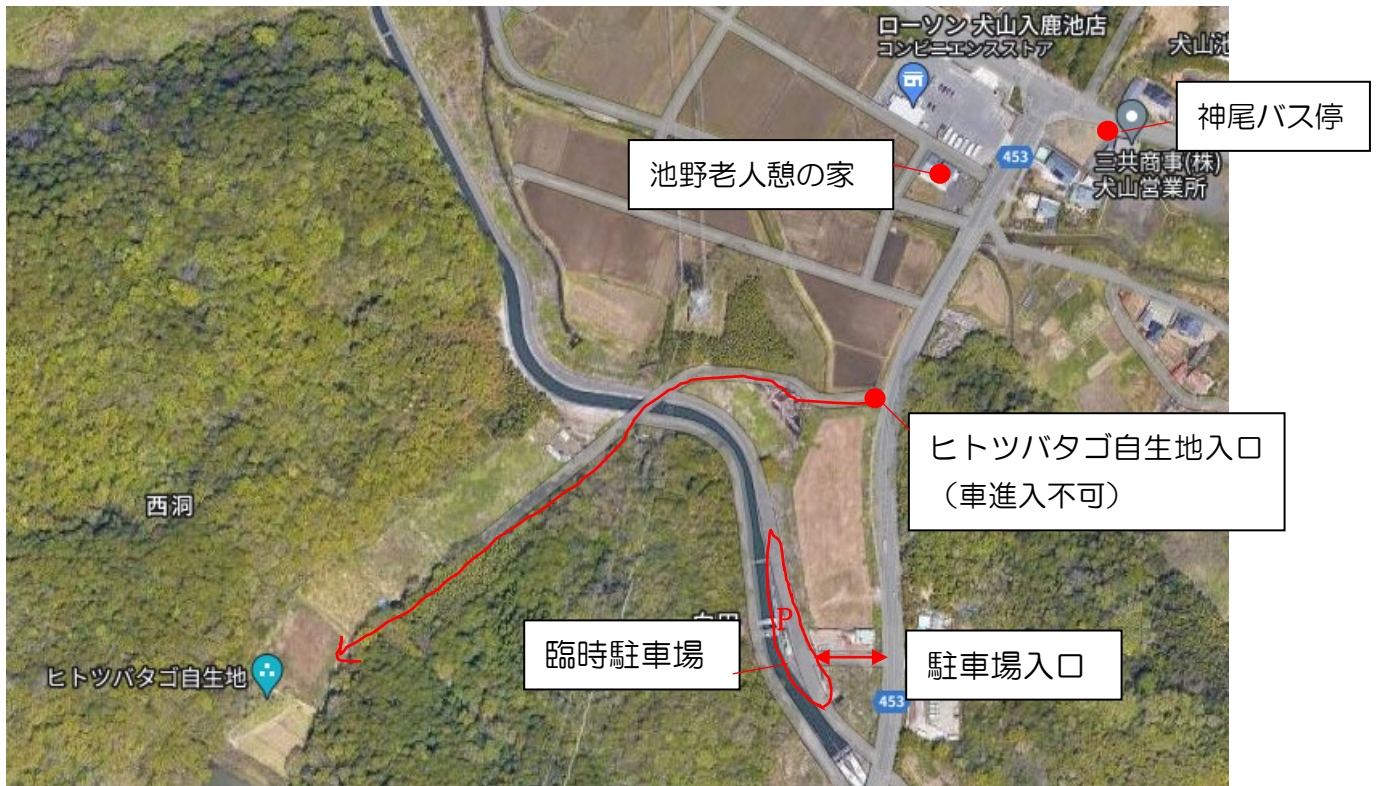 ローソン 犬山入鹿池店
コンビニエンスストア
犬山池
神尾バス停
453
三共商事(株)
犬山営業所
池野老人憩の家
ヒトツバタゴ自生地入口
（車進入不可）
西洞
P
臨時駐車場
駐車場入口
ヒトツバタゴ自生地
453